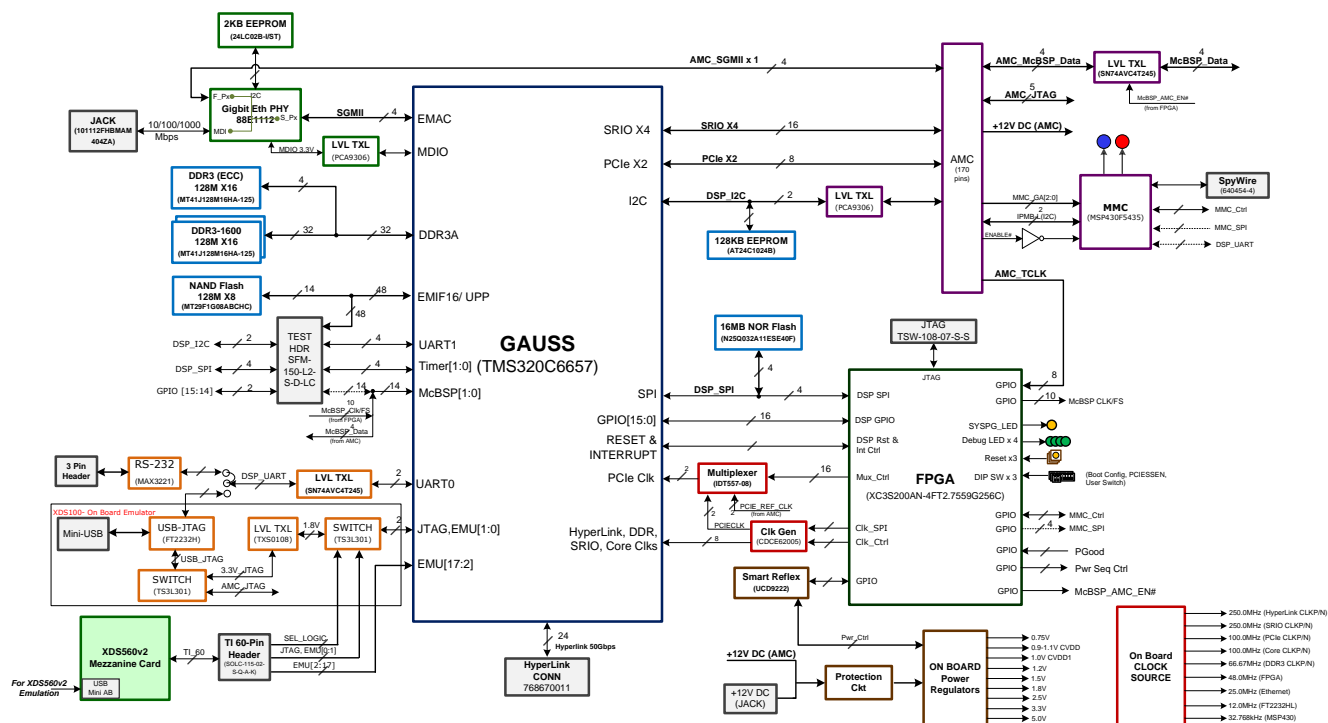 2KB EEPROM
(24LC02B-I/ST)
AMC_SGMII x 1
4
F_Px
I2C
Gigbit Eth PHY
88E1112
S_Px
MDI
JACK
(101112FHBMAM
404ZA)
10/100/1000
Mbps
SGMII
4
EMAC
MDIO 3.3V
LVL TXL
(PCA9306)
MDIO
DDR3 (ECC)
128M X16
(MT41J128M16HA-125)
4
DDR3-1600
128M X16
(MT41J128M16HA-125)
32
32
DDR3A
NAND Flash
128M X8
(MT29F1G08ABCHC)
14
48
48
EMIF16/ UPP
TEST
HDR
SFM-
150-L2-
S-D-LC
DSP_I2C
2
4
UART1
DSP_SPI
4
4
Timer[1:0]
GPIO [15:14]
2
14
14
McBSP[1:0]
10
McBSP_Clk/FS
(from FPGA)
4
McBSP_Data
(from AMC)
3 Pin
Header
RS-232
(MAX3221)
DSP_UART
LVL TXL
(SN74AVC4T245)
2
UART0
XDS100- On Board Emulator
Mini-USB
USB-JTAG
(FT2232H)
LVL TXL
(TXS0108)
1.8V
SWITCH
(TS3L301)
2
JTAG,EMU[1:0]
USB_JTAG
SWITCH
(TS3L301)
3.3V_JTAG
AMC_JTAG
EMU[17:2]
XDS560v2
Mezzanine Card
USB
Mini AB
For XDS560v2
Emulation
TI_60
TI 60-Pin
Header
(SOLC-115-02-
S-Q-A-K)
SEL_LOGIC
JTAG, EMU[0:1]
EMU[2:17]
GAUSS
(TMS320C6657)
24
Hyperlink 50Gbps
HyperLink
CONN
768670011
SRIO X4
SRIO X4
16
PCIe X2
PCIe X2
8
I2C
DSP_I2C
2
LVL TXL
(PCA9306)
128KB EEPROM
(AT24C1024B)
AMC
(170
pins)
4
AMC_McBSP_Data
LVL TXL
(SN74AVC4T245)
4
McBSP_Data
McBSP_AMC_EN#
(from FPGA)
5
AMC_JTAG
+12V DC (AMC)
MMC_GA[2:0]
2
IPMB-L(I2C)
ENABLE#
MMC
(MSP430F5435)
SpyWire
(640454-4)
MMC_Ctrl
MMC_SPI
DSP_UART
AMC_TCLK
16MB NOR Flash
(N25Q032A11ESE40F)
4
JTAG
TSW-108-07-S-S
SPI
DSP_SPI
4
GPIO[15:0]
16
RESET &
INTERRUPT
PCIe Clk
2
Multiplexer
(IDT557-08)
16
2
PCIECLK
2
PCIE_REF_CLK
(from AMC)
HyperLink, DDR,
SRIO, Core Clks
8
Clk Gen
(CDCE62005)
Smart Reflex
(UCD9222)
JTAG
DSP SPI
DSP GPIO
DSP Rst &
Int Ctrl
Mux_Ctrl
FPGA
(XC3S200AN-4FT2.7559G256C)
Clk_SPI
Clk_Ctrl
GPIO
GPIO
8
GPIO
10
McBSP CLK/FS
SYSPG_LED
Debug LED x 4
Reset x3
DIP SW x 3
(Boot Config, PCIESSEN,
User Switch)
GPIO
MMC_Ctrl
GPIO
4
MMC_SPI
GPIO
PGood
GPIO
Pwr Seq Ctrl
GPIO
McBSP_AMC_EN#
Pwr_Ctrl
+12V DC (AMC)
+12V DC
(JACK)
Protection
Ckt
ON BOARD
Power
Regulators
0.75V
0.9-1.1V CVDD
1.0V CVDD1
1.2V
1.5V
1.8V
2.5V
3.3V
5.0V
On Board
CLOCK
SOURCE
250.0MHz (HyperLink CLKP/N)
250.0MHz (SRIO CLKP/N)
100.0MHz (PCIe CLKP/N)
100.0MHz (Core CLKP/N)
66.67MHz (DDR3 CLKP/N)
48.0MHz (FPGA)
25.0MHz (Ethernet)
12.0MHz (FT2232HL)
32.768kHz (MSP430)